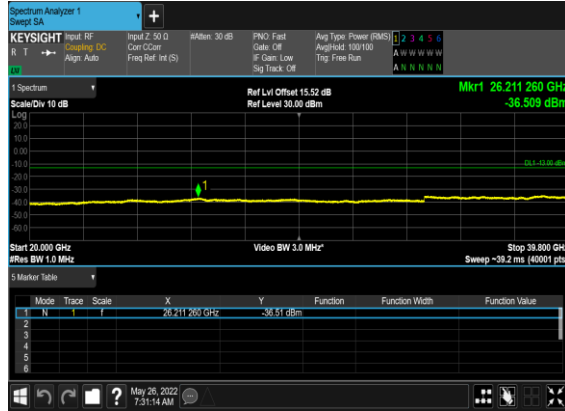 Spectrum Analyzer 1
Swept SA
+
KEYSIGHT Input: RF Input Z: 50 Ω #Atten: 30 dB PNO: Fast Avg Type: Power (RMS) 1 2 3 4 5 6
R T Coupling: DC Corr CCorr Gate: Off Avg|Hold: 100/100 A W W W W W
Align: Auto Freq Ref: Int (S) IF Gain: Low Trig: Free Run
Sig Track: Off A N N N N N
1 Spectrum Ref Lvl Offset 15.52 dB Mkr1 26.211 260 GHz
Scale/Div 10 dB Ref Level 30.00 dBm -36.509 dBm
Log
20.0
10.0
0.00
-10.0 DL1 -13.00 dBm
-20.0
-30.0 1
-40.0
-50.0
-60.0
Start 20.000 GHz Video BW 3.0 MHz* Stop 39.800 GHz
#Res BW 1.0 MHz Sweep ~39.2 ms (40001 pts)
5 Marker Table
Mode Trace Scale X Y Function Function Width Function Value
1 N 1 f 26.211 260 GHz -36.51 dBm
2
3
4
5
6
? May 26, 2022
7:31:14 AM